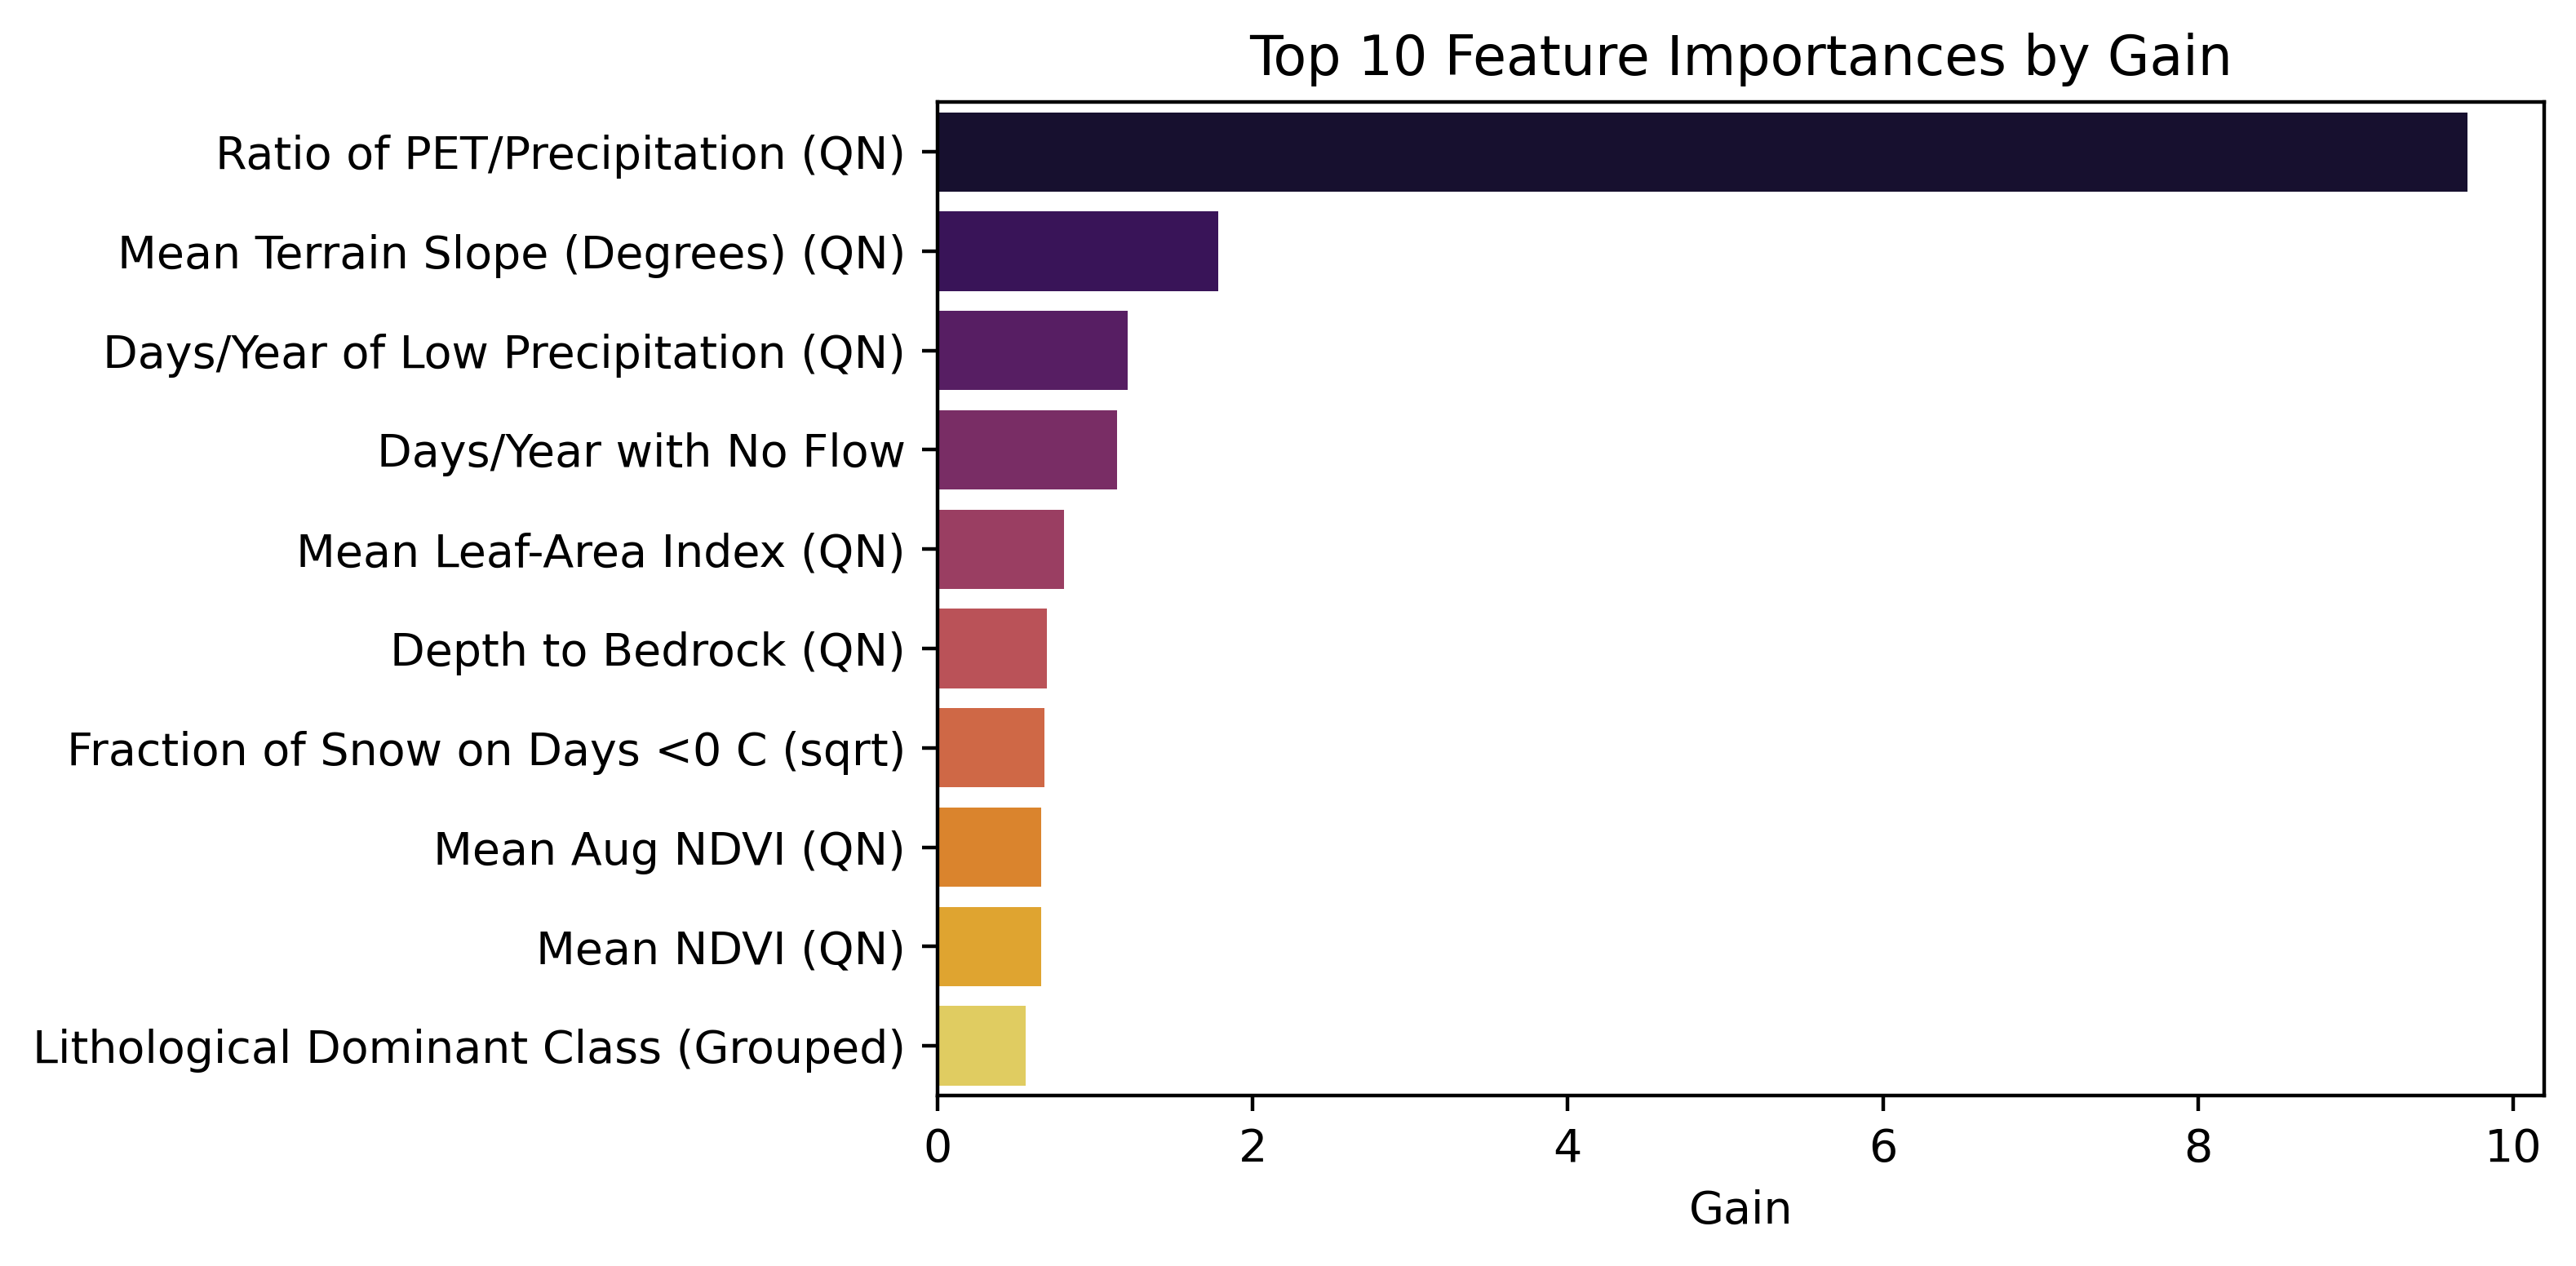 Top 10 Feature Importances by Gain
Ratio of PET/Precipitation (QN)
Mean Terrain Slope (Degrees) (QN)
Days/Year of Low Precipitation (QN)
Days/Year with No Flow
Mean Leaf-Area Index (QN)
Depth to Bedrock (QN)
Fraction of Snow on Days <0 C (sqrt)
Mean Aug NDVI (QN)
Mean NDVI (QN)
Lithological Dominant Class (Grouped)
0 2 4 6 8 10
Gain